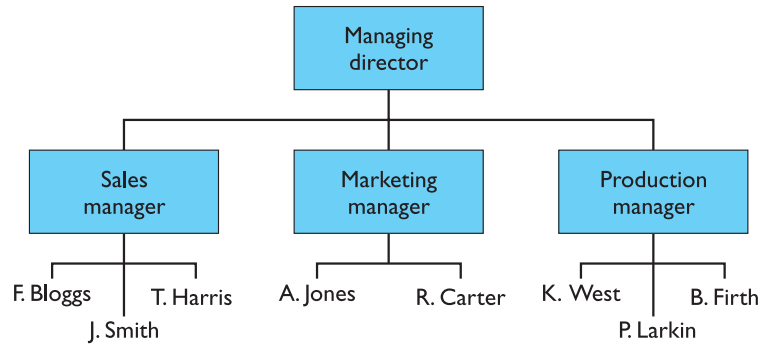 Managing
director
Sales
manager
Marketing
manager
Production
manager
F. Bloggs
T. Harris
J. Smith
A. Jones
R. Carter
K. West
B. Firth
P. Larkin